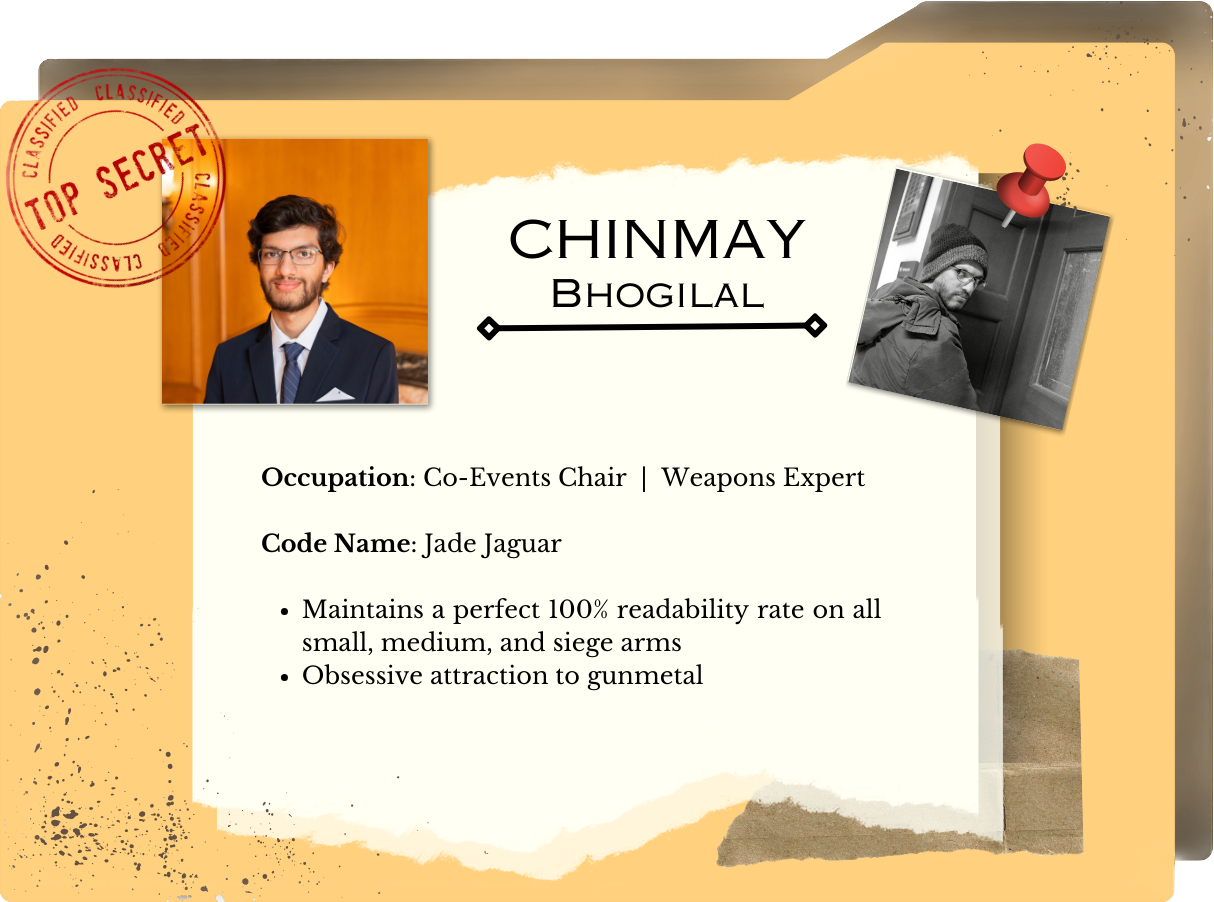 CLASSIFIED CLASSIFIED
TOP SECRET
CLASSIFIED CLASSIFIED
CHINMAY
BHOGILAL
Occupation: Co-Events Chair | Weapons Expert
Code Name: Jade Jaguar
• Maintains a perfect 100% readability rate on all
small, medium, and siege arms
• Obsessive attraction to gunmetal